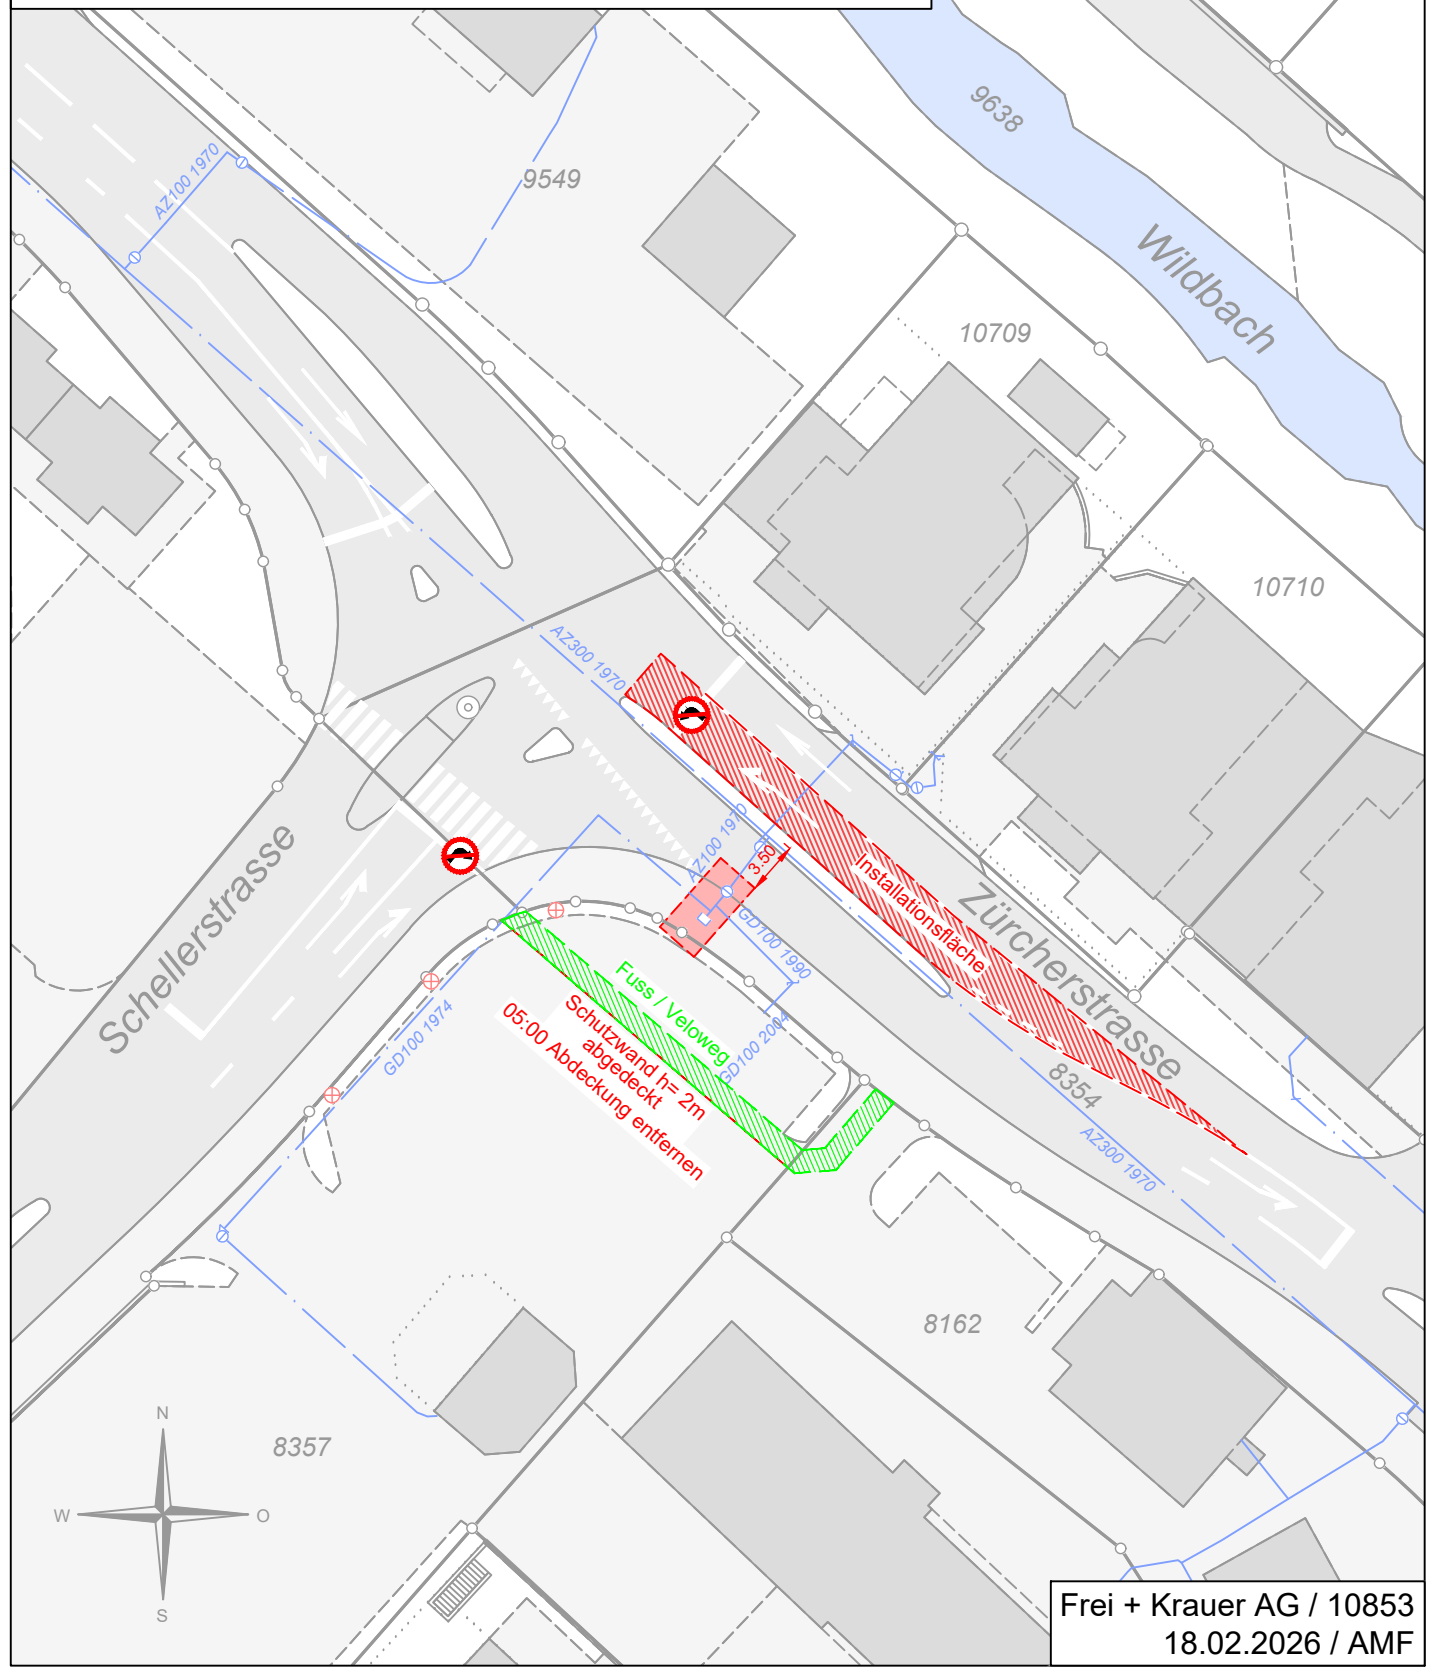 9638
AZ100 1970
9549
Wildbach
10709
10710
AZ300 1970
AZ100 1970
3.50
Installationsfläche
Schellerstrasse
Zürcherstrasse
GD100 1990
Fuss / Veloweg
GD100 1974
GD100 2004
Schutzwand h= 2m
abgedeckt
05:00 Abdeckung entfernen
8354
AZ300 1970
8162
8357
N
W
O
S
Frei + Krauer AG / 10853
18.02.2026 / AMF